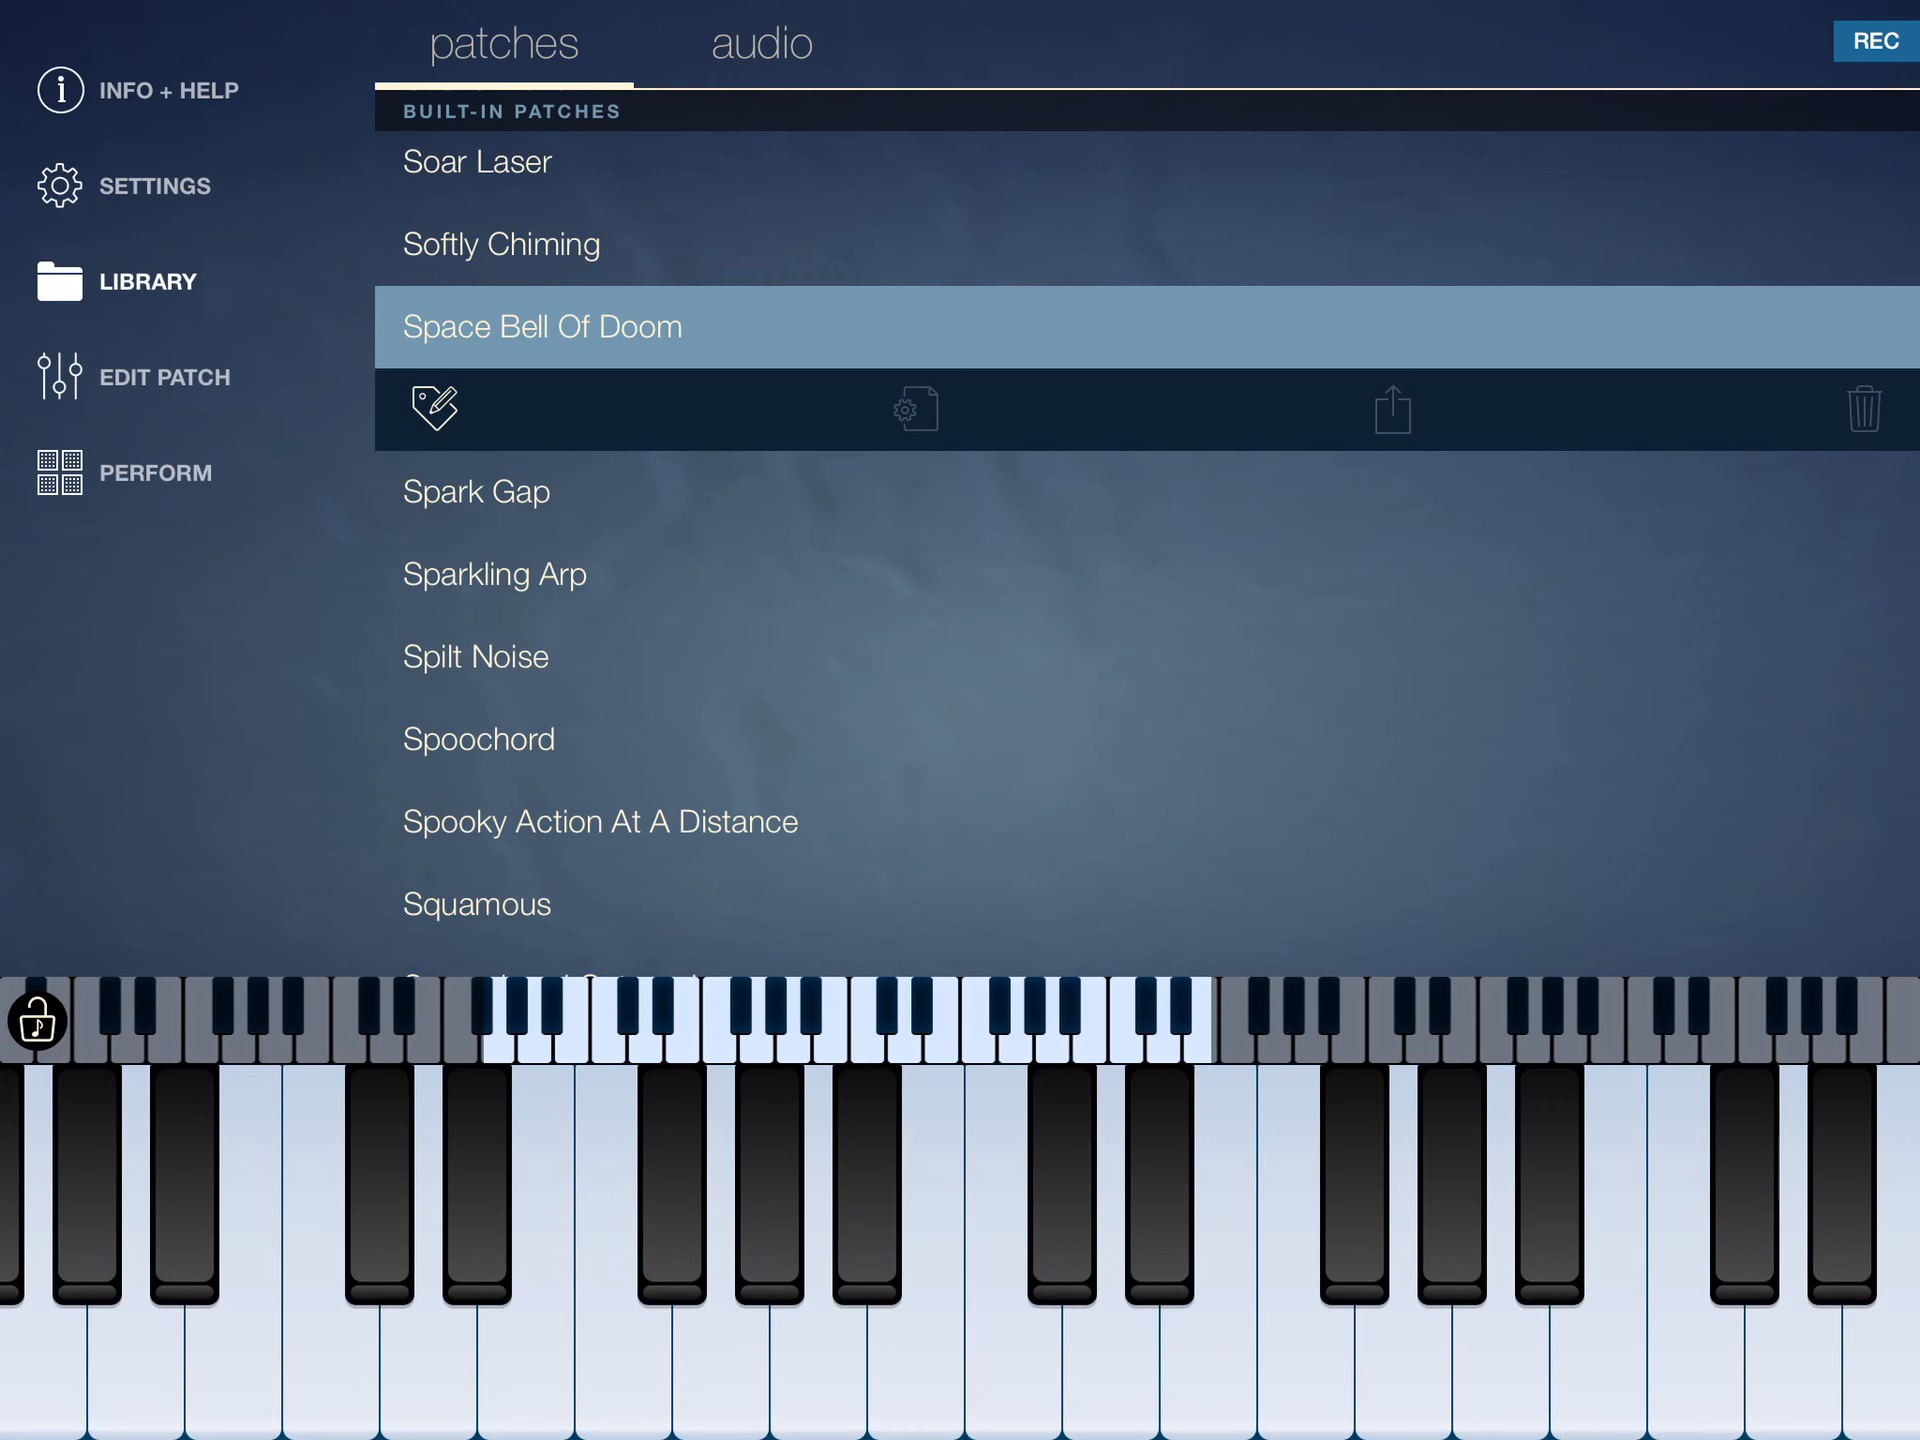 patches
audio
REC
INFO + HELP
SETTINGS
LIBRARY
EDIT PATCH
PERFORM
BUILT-IN PATCHES
Soar Laser
Softly Chiming
Space Bell Of Doom
Spark Gap
Sparkling Arp
Spilt Noise
Spoochord
Spooky Action At A Distance
Squamous